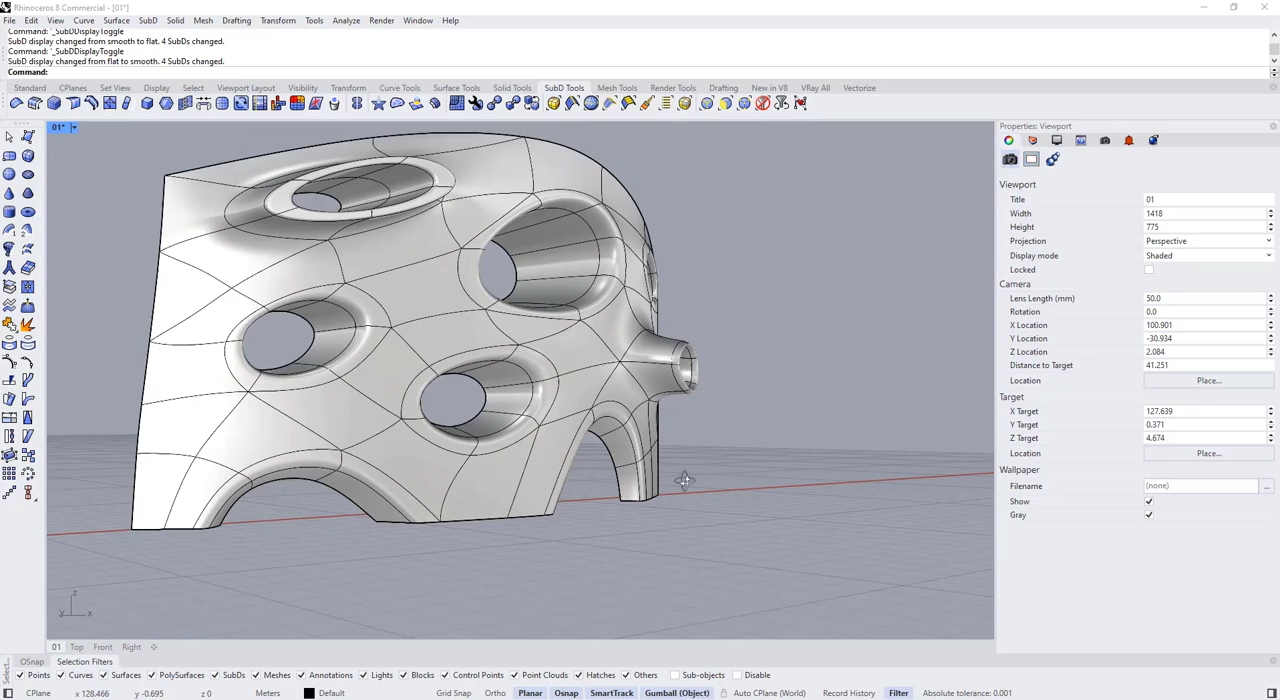 Rhinoceros 8 Commercial - [01*]
File Edit View Curve Surface SubD Solid Mesh Drafting Transform Tools Analyze Render Window Help
Command: '_SubDDisplayToggle
SubD display changed from smooth to flat. 4 SubDs changed.
Command: '_SubDDisplayToggle
SubD display changed from flat to smooth. 4 SubDs changed.
Command:
Standard CPlanes Set View Display Select Viewport Layout Visibility Transform Curve Tools Surface Tools Solid Tools SubD Tools Mesh Tools Render Tools Drafting New in V8 VRay All Vectorize
01*
Properties: Viewport
Viewport
Title 01
Width 1418
Height 775
Projection Perspective
Display mode Shaded
Locked
Camera
Lens Length (mm) 50.0
Rotation 0.0
X Location 100.901
Y Location -30.934
Z Location 2.084
Distance to Target 41.251
Location Place...
Target
X Target 127.639
Y Target 0.371
Z Target 4.674
Location Place...
Wallpaper
Filename (none) ...
Show
Gray
z
y x
01 Top Front Right
OSnap Selection Filters
Select...
Points Curves Surfaces PolySurfaces SubDs Meshes Annotations Lights Blocks Control Points Point Clouds Hatches Others Sub-objects Disable
CPlane x 128.466 y -0.695 z 0 Meters Default Grid Snap Ortho Planar Osnap SmartTrack Gumball (Object) Auto CPlane (World) Record History Filter Absolute tolerance: 0.001